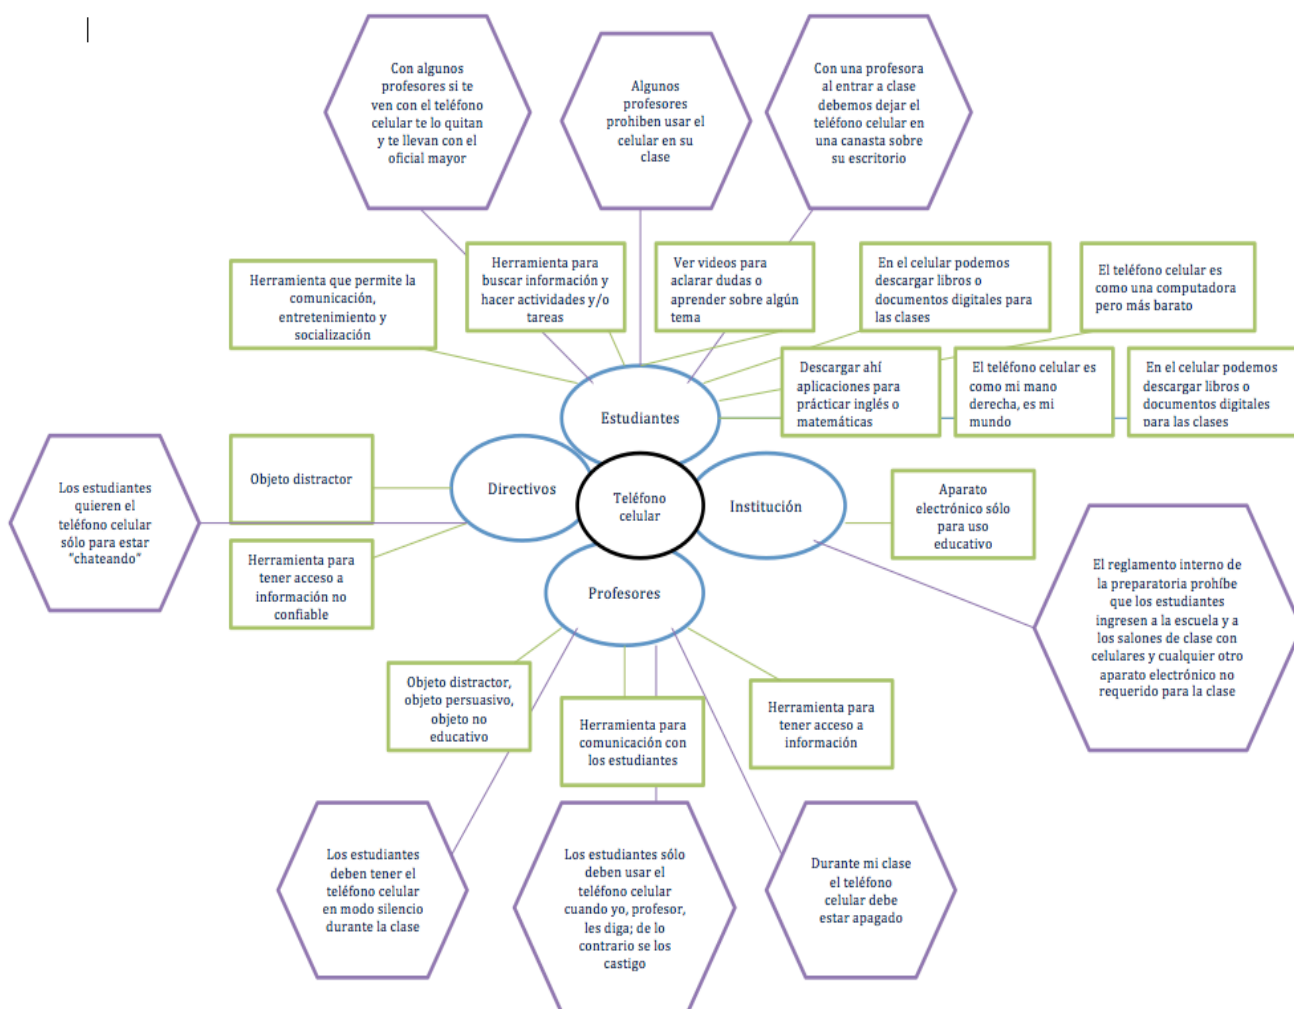 Con algunos
profesores si te
ven con el teléfono
celular te lo quitan
y te llevan con el
oficial mayor
Algunos
profesores
prohiben usar el
celular en su
clase
Con una profesora
al entrar a clase
debemos dejar el
teléfono celular en
una canasta sobre
su escritorio
Herramienta que permite la
comunicación,
entretenimiento y
socialización
Herramienta para
buscar información y
hacer actividades y/o
tareas
Ver videos para
aclarar dudas o
aprender sobre algún
tema
En el celular podemos
descargar libros o
documentos digitales para
las clases
El teléfono celular es
como una computadora
pero más barato
Descargar ahí
aplicaciones para
prácticar inglés o
matemáticas
El teléfono celular es
como mi mano
derecha, es mi
mundo
En el celular podemos
descargar libros o
documentos digitales
para las clases
Estudiantes
Directivos
Teléfono
celular
Institución
Profesores
Objeto distractor
Los estudiantes
quieren el
teléfono celular
sólo para estar
"chateando"
Herramienta para
tener acceso a
información no
confiable
Aparato
electrónico sólo
para uso
educativo
El reglamento interno de
la preparatoria prohíbe
que los estudiantes
ingresen a la escuela y a
los salones de clase con
celulares y cualquier otro
aparato electrónico no
requerido para la clase
Objeto distractor,
objeto persuasivo,
objeto no
educativo
Herramienta para
comunicación con
los estudiantes
Herramienta para
tener acceso a
información
Los estudiantes
deben tener el
teléfono celular
en modo silencio
durante la clase
Los estudiantes sólo
deben usar el
teléfono celular
cuando yo, profesor,
les diga; de lo
contrario se los
castigo
Durante mi clase
el teléfono
celular debe
estar apagado